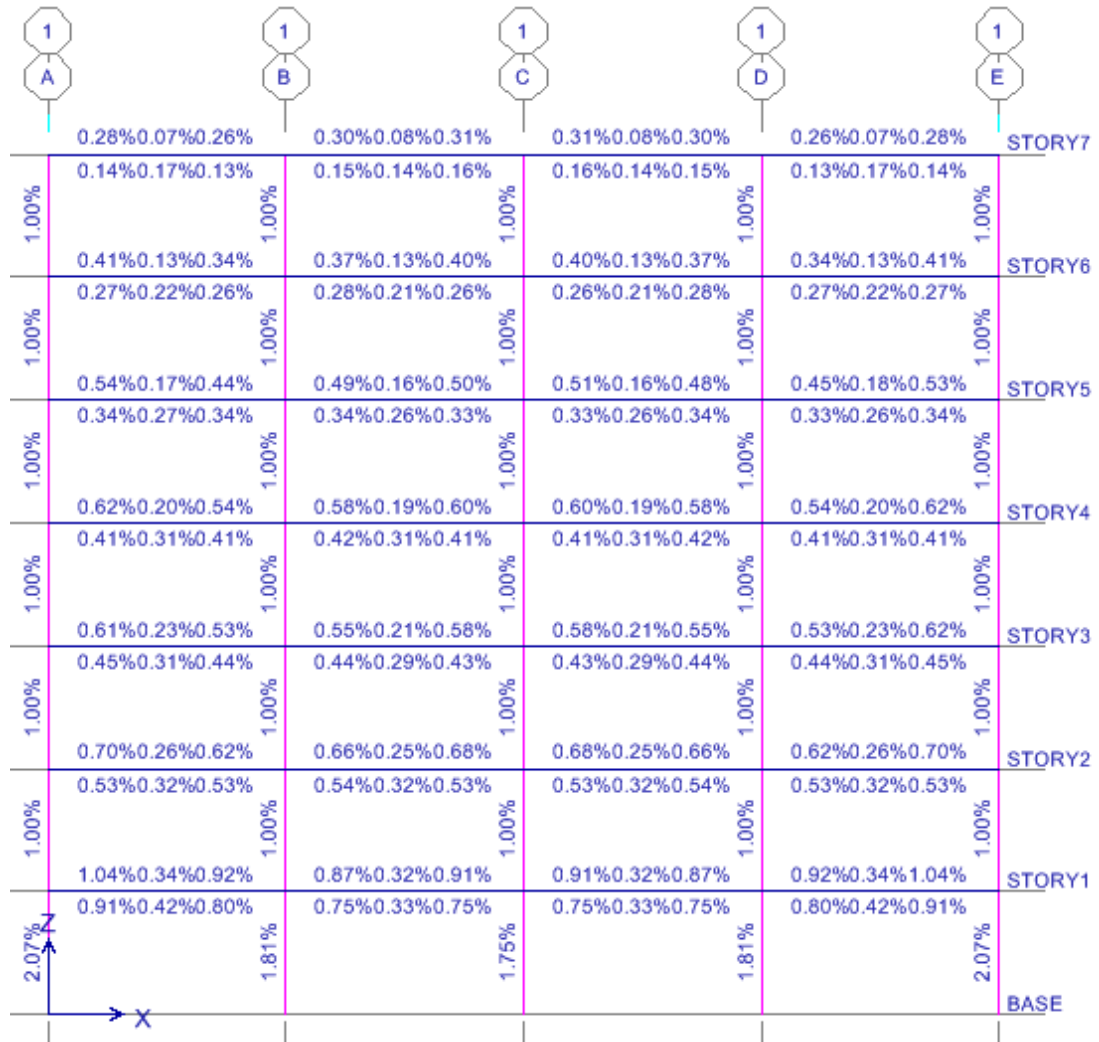 1 1 1 1 1
A B C D E
0.28%0.07%0.26% 0.30%0.08%0.31% 0.31%0.08%0.30% 0.26%0.07%0.28% STORY7
0.14%0.17%0.13% 0.15%0.14%0.16% 0.16%0.14%0.15% 0.13%0.17%0.14%
1.00% 1.00% 1.00% 1.00% 1.00%
0.41%0.13%0.34% 0.37%0.13%0.40% 0.40%0.13%0.37% 0.34%0.13%0.41% STORY6
0.27%0.22%0.26% 0.28%0.21%0.26% 0.26%0.21%0.28% 0.27%0.22%0.27%
1.00% 1.00% 1.00% 1.00% 1.00%
0.54%0.17%0.44% 0.49%0.16%0.50% 0.51%0.16%0.48% 0.45%0.18%0.53% STORY5
0.34%0.27%0.34% 0.34%0.26%0.33% 0.33%0.26%0.34% 0.33%0.26%0.34%
1.00% 1.00% 1.00% 1.00% 1.00%
0.62%0.20%0.54% 0.58%0.19%0.60% 0.60%0.19%0.58% 0.54%0.20%0.62% STORY4
0.41%0.31%0.41% 0.42%0.31%0.41% 0.41%0.31%0.42% 0.41%0.31%0.41%
1.00% 1.00% 1.00% 1.00% 1.00%
0.61%0.23%0.53% 0.55%0.21%0.58% 0.58%0.21%0.55% 0.53%0.23%0.62% STORY3
0.45%0.31%0.44% 0.44%0.29%0.43% 0.43%0.29%0.44% 0.44%0.31%0.45%
1.00% 1.00% 1.00% 1.00% 1.00%
0.70%0.26%0.62% 0.66%0.25%0.68% 0.68%0.25%0.66% 0.62%0.26%0.70% STORY2
0.53%0.32%0.53% 0.54%0.32%0.53% 0.53%0.32%0.54% 0.53%0.32%0.53%
1.00% 1.00% 1.00% 1.00% 1.00%
1.04%0.34%0.92% 0.87%0.32%0.91% 0.91%0.32%0.87% 0.92%0.34%1.04% STORY1
0.91%0.42%0.80% 0.75%0.33%0.75% 0.75%0.33%0.75% 0.80%0.42%0.91%
Z
2.07% 1.81% 1.75% 1.81% 2.07%
X BASE